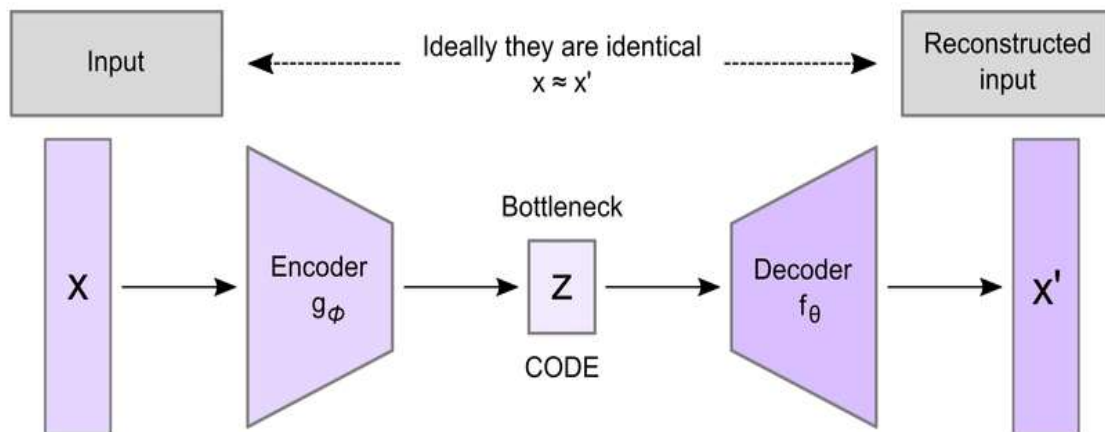 Input
Ideally they are identical
x ≈ x'
Reconstructed
input
x
Encoder
gϕ
Bottleneck
z
CODE
Decoder
fθ
x'